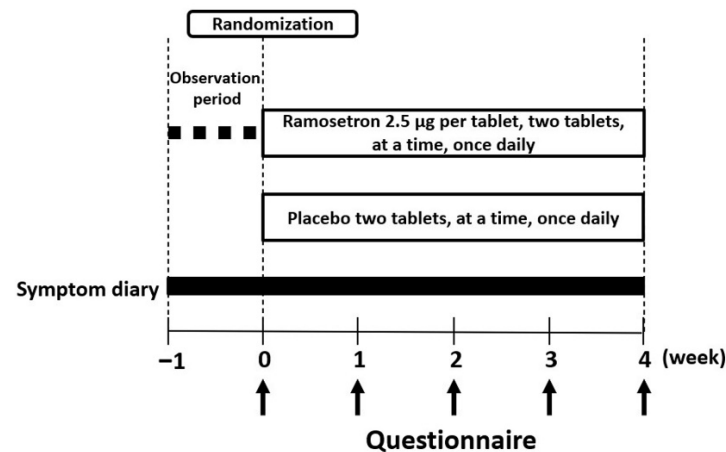 Randomization
Observation
period
Ramosetron 2.5 µg per tablet, two tablets,
at a time, once daily
Placebo two tablets, at a time, once daily
Symptom diary
−1 0 1 2 3 4 (week)
Questionnaire